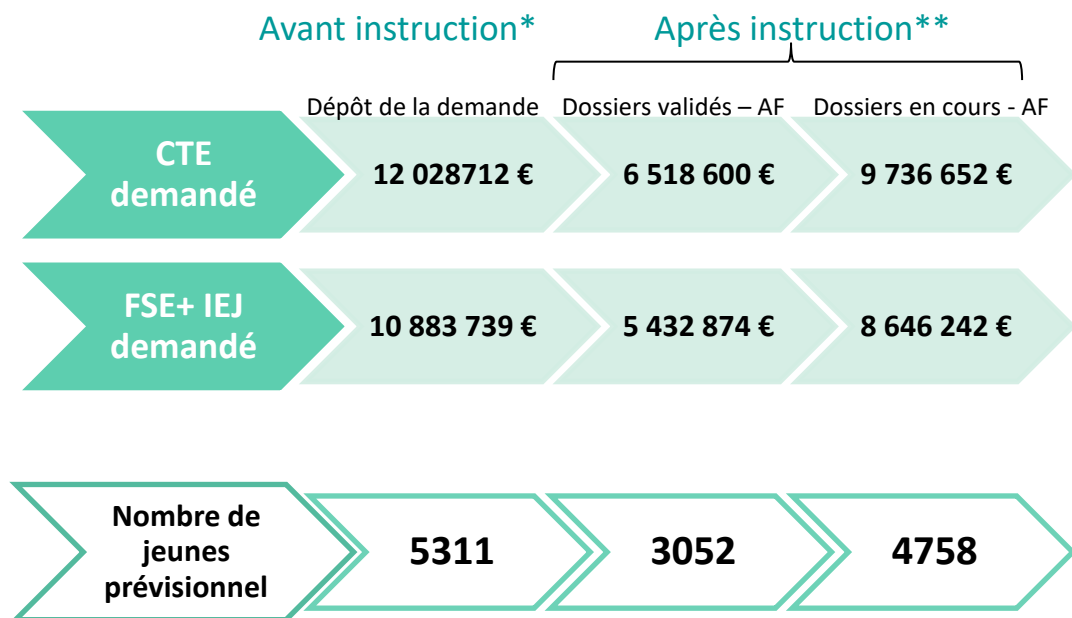 Avant instruction*
Après instruction**
Dépôt de la demande
Dossiers validés – AF
Dossiers en cours - AF
CTE
demandé
12 028712 €
6 518 600 €
9 736 652 €
FSE+ IEJ
demandé
10 883 739 €
5 432 874 €
8 646 242 €
Nombre de
jeunes
prévisionnel
5311
3052
4758